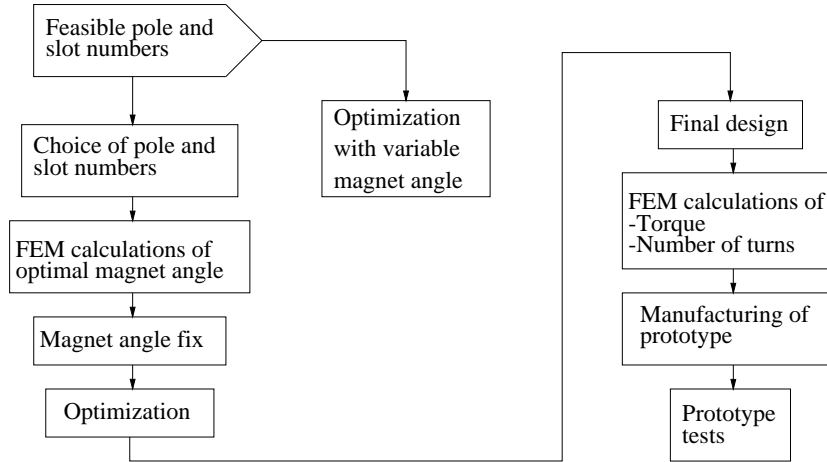 Feasible pole and
slot numbers
Choice of pole and
slot numbers
FEM calculations of
optimal magnet angle
Magnet angle fix
Optimization
Optimization
with variable
magnet angle
Final design
FEM calculations of
-Torque
-Number of turns
Manufacturing of
prototype
Prototype
tests